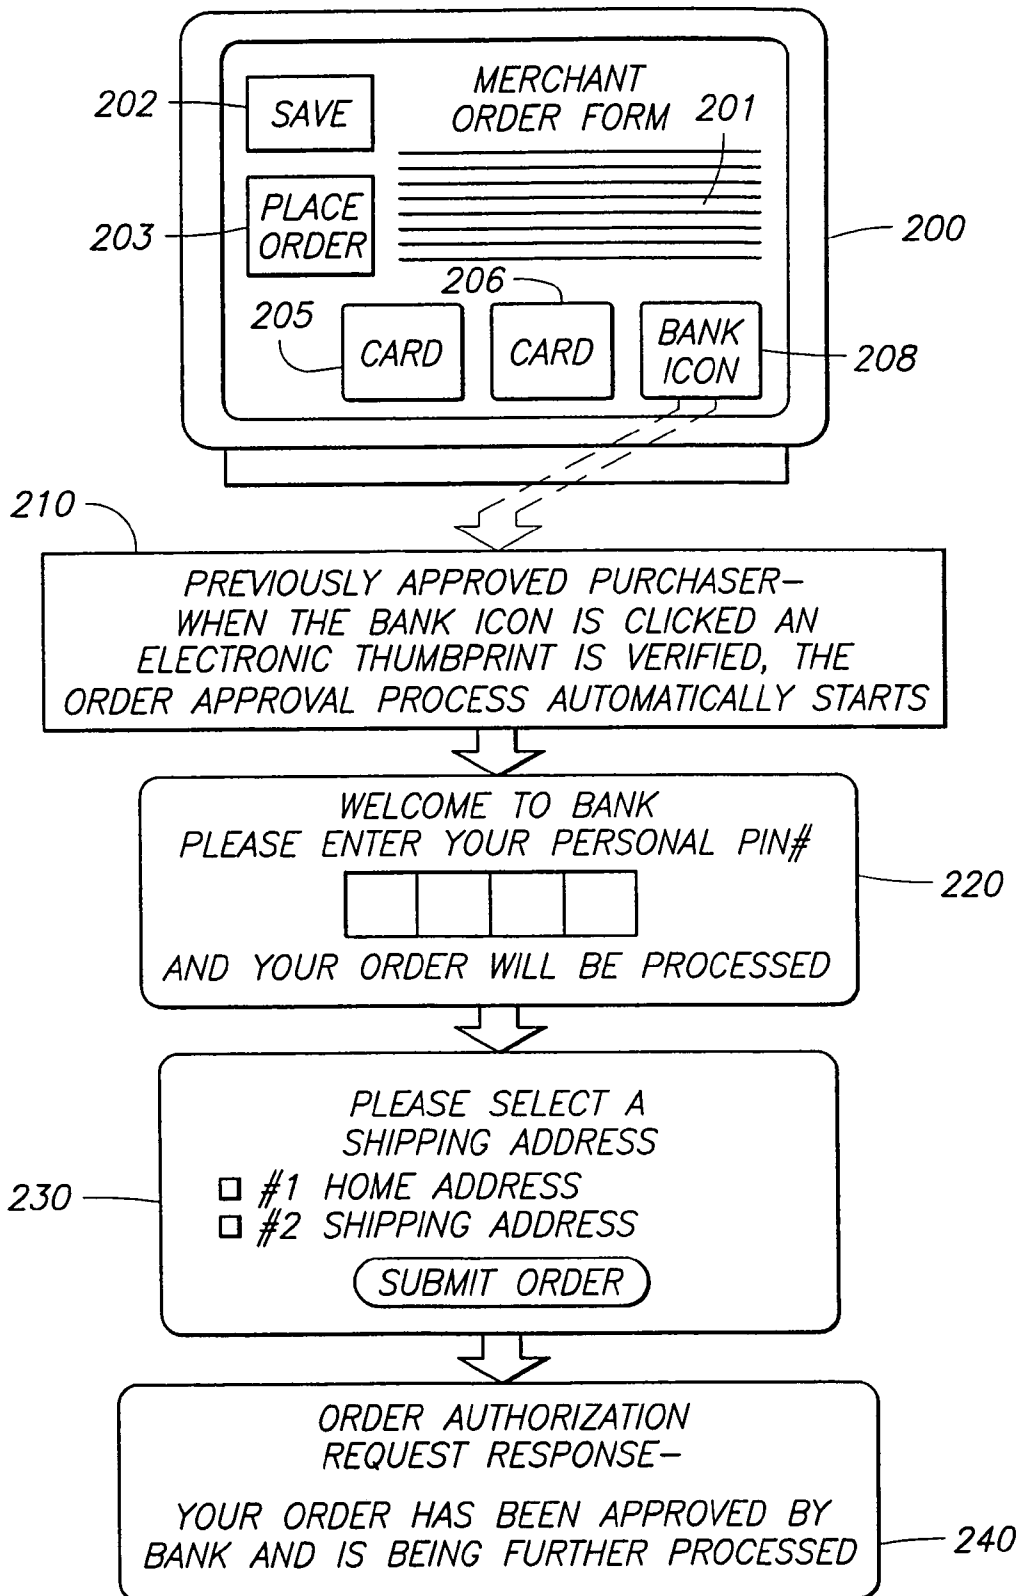 MERCHANT
ORDER FORM
201
202
SAVE
PLACE
ORDER
203
200
206
205
CARD
CARD
BANK
ICON
208
210
PREVIOUSLY APPROVED PURCHASER—
WHEN THE BANK ICON IS CLICKED AN
ELECTRONIC THUMBPRINT IS VERIFIED, THE
ORDER APPROVAL PROCESS AUTOMATICALLY STARTS
WELCOME TO BANK
PLEASE ENTER YOUR PERSONAL PIN#
220
AND YOUR ORDER WILL BE PROCESSED
PLEASE SELECT A
SHIPPING ADDRESS
#1 HOME ADDRESS
230
#2 SHIPPING ADDRESS
SUBMIT ORDER
ORDER AUTHORIZATION
REQUEST RESPONSE—
YOUR ORDER HAS BEEN APPROVED BY
BANK AND IS BEING FURTHER PROCESSED
240